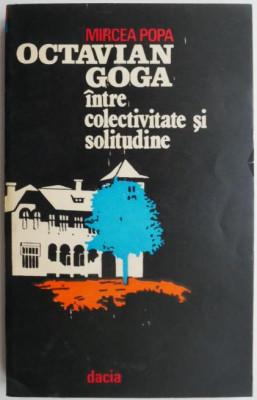 MIRCEA POPA
OCTAVIAN
GOGA
între
colectivitate și
solitudine
dacia